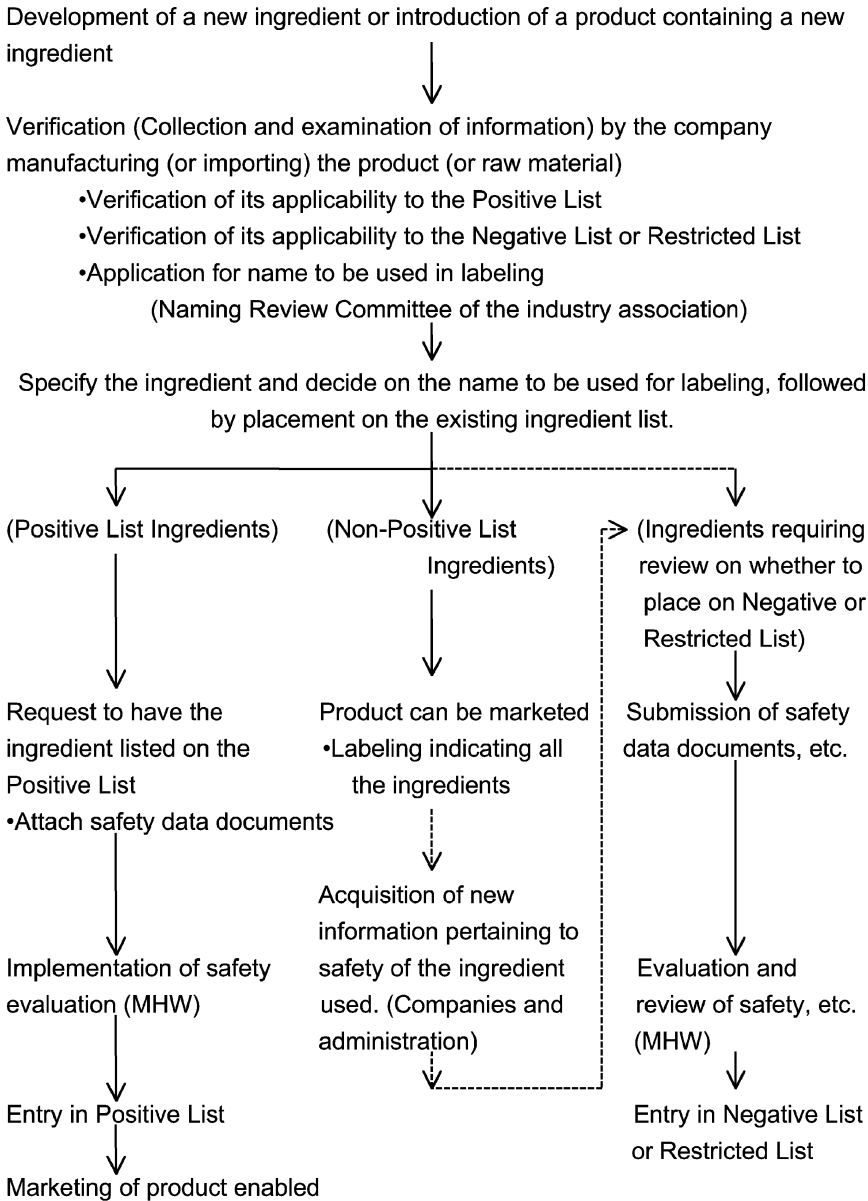 Development of a new ingredient or introduction of a product containing a new
ingredient
Verification (Collection and examination of information) by the company
manufacturing (or importing) the product (or raw material)
•Verification of its applicability to the Positive List
•Verification of its applicability to the Negative List or Restricted List
•Application for name to be used in labeling
(Naming Review Committee of the industry association)
Specify the ingredient and decide on the name to be used for labeling, followed
by placement on the existing ingredient list.
(Positive List Ingredients)
Request to have the
ingredient listed on the
Positive List
•Attach safety data documents
Implementation of safety
evaluation (MHW)
Entry in Positive List
Marketing of product enabled
(Non-Positive List
Ingredients)
Product can be marketed
•Labeling indicating all
the ingredients
Acquisition of new
information pertaining to
safety of the ingredient
used. (Companies and
administration)
(Ingredients requiring
review on whether to
place on Negative or
Restricted List)
Submission of safety
data documents, etc.
Evaluation and
review of safety, etc.
(MHW)
Entry in Negative List
or Restricted List